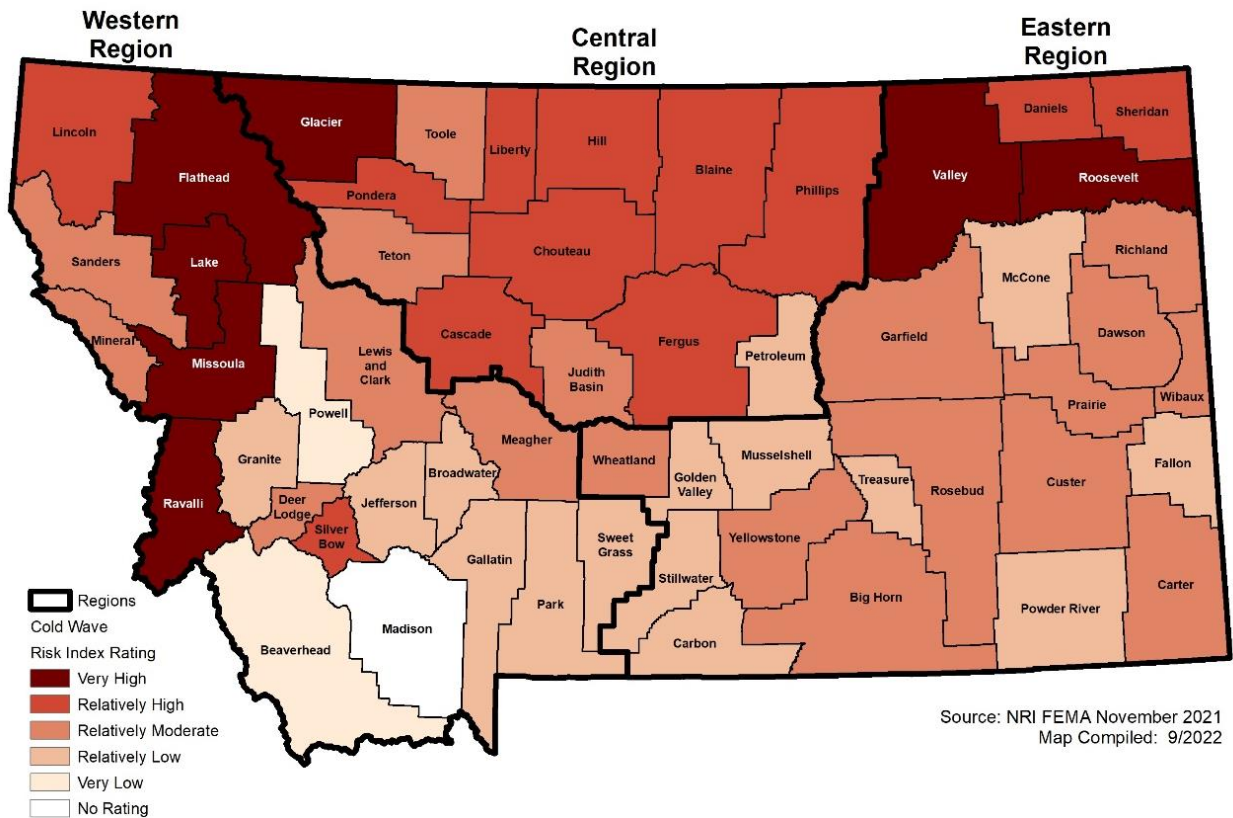 Western
Region
Central
Region
Eastern
Region
Lincoln
Flathead
Glacier
Toole
Liberty
Hill
Blaine
Phillips
Valley
Daniels
Sheridan
Roosevelt
Pondera
Teton
Chouteau
Sanders
Lake
Mineral
Missoula
Cascade
Fergus
Judith
Basin
Petroleum
Garfield
McCone
Richland
Dawson
Prairie
Wibaux
Lewis
and
Clark
Powell
Granite
Ravalli
Deer
Lodge
Silver
Bow
Jefferson
Broadwater
Meagher
Wheatland
Golden
Valley
Musselshell
Treasure
Rosebud
Custer
Fallon
Gallatin
Park
Sweet
Grass
Stillwater
Yellowstone
Big Horn
Carbon
Powder River
Carter
Beaverhead
Madison
Regions
Cold Wave
Risk Index Rating
Very High
Relatively High
Relatively Moderate
Relatively Low
Very Low
No Rating
Source: NRI FEMA November 2021
Map Compiled: 9/2022